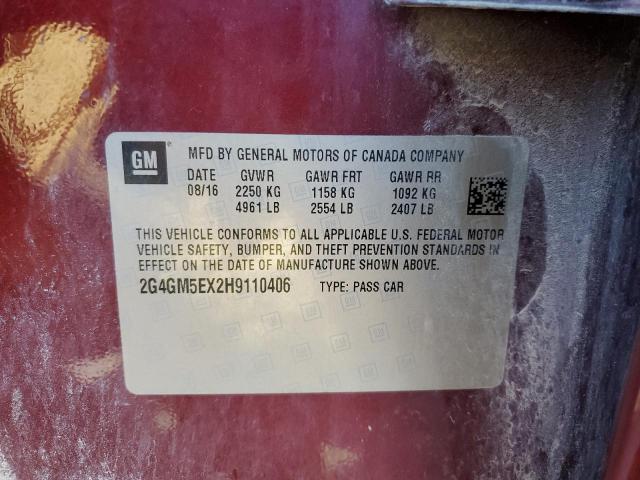 GM
MFD BY GENERAL MOTORS OF CANADA COMPANY
DATE GVWR GAWR FRT GAWR RR
08/16 2250 KG 1158 KG 1092 KG
4961 LB 2554 LB 2407 LB
THIS VEHICLE CONFORMS TO ALL APPLICABLE U.S. FEDERAL MOTOR
VEHICLE SAFETY, BUMPER, AND THEFT PREVENTION STANDARDS IN
EFFECT ON THE DATE OF MANUFACTURE SHOWN ABOVE.
2G4GM5EX2H9110406 TYPE: PASS CAR